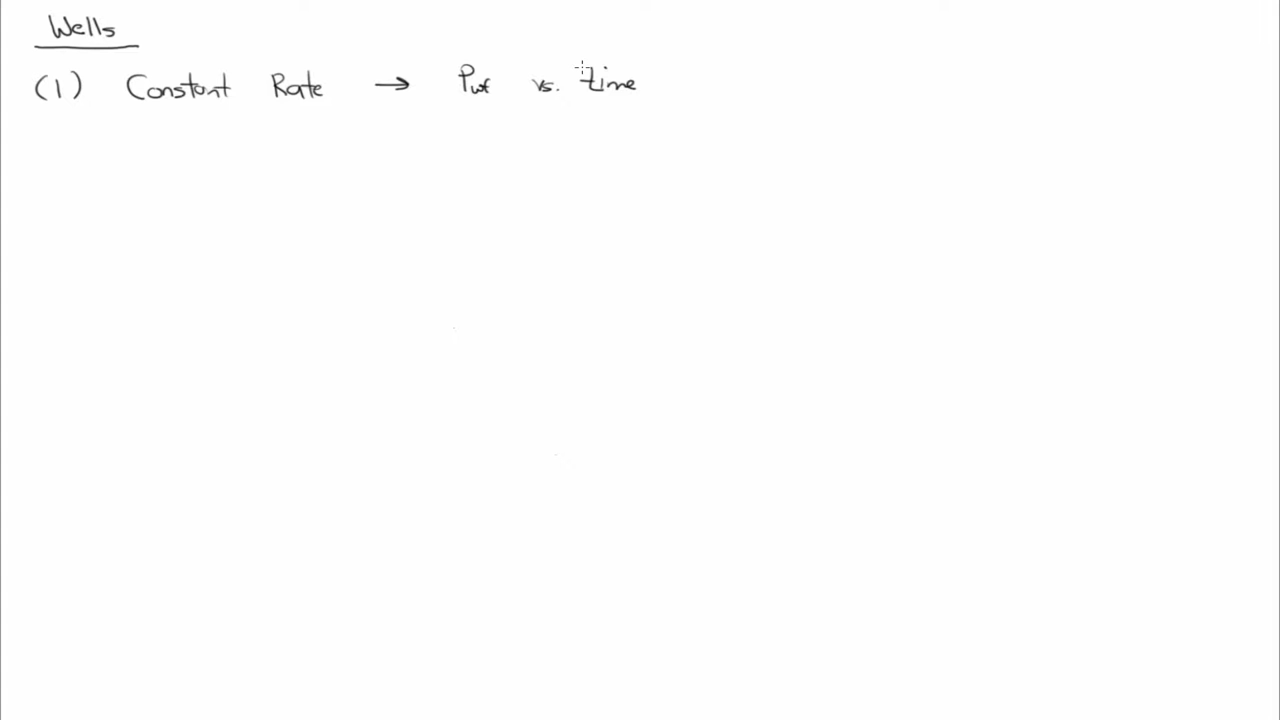 Wells
(1) Constant Rate → Pwf vs. time